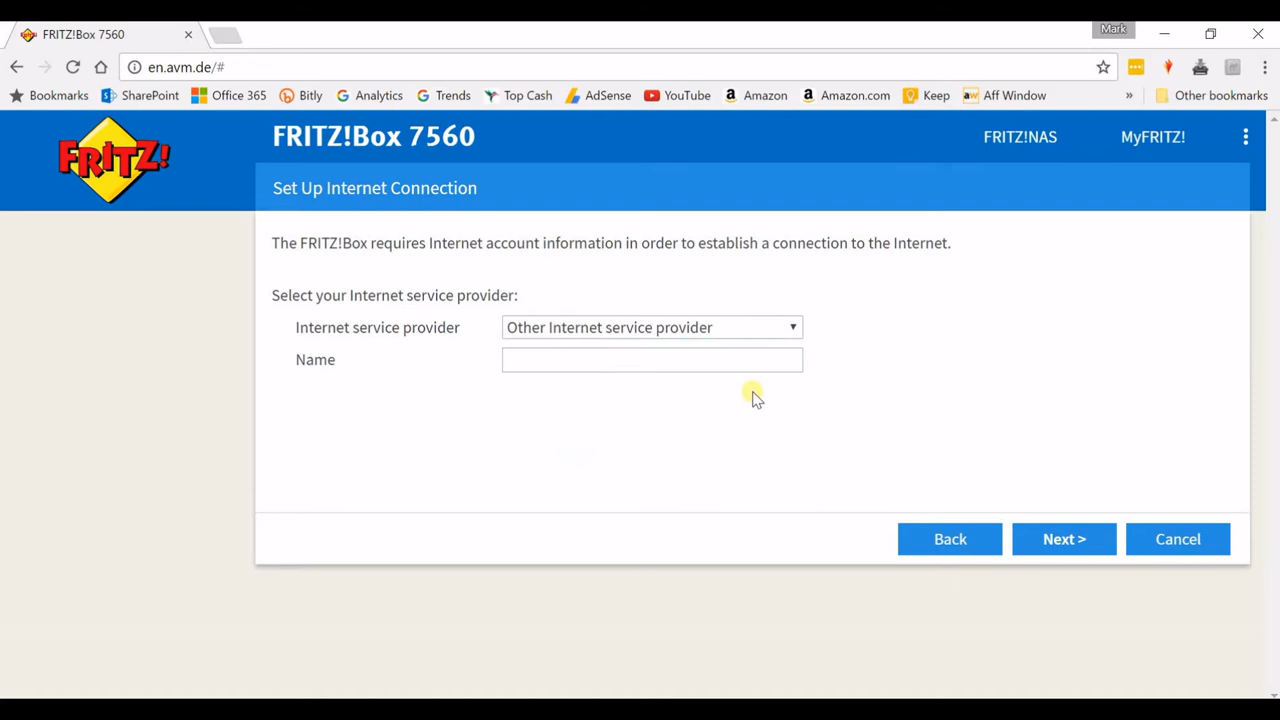 FRITZ!Box 7560
Mark
en.avm.de/#
Bookmarks SharePoint Office 365 Bitly Analytics Trends Top Cash AdSense YouTube Amazon Amazon.com Keep Aff Window » Other bookmarks
FRITZ!
FRITZ!Box 7560
FRITZ!NAS
MyFRITZ!
Set Up Internet Connection
The FRITZ!Box requires Internet account information in order to establish a connection to the Internet.
Select your Internet service provider:
Internet service provider Other Internet service provider
Name
Back
Next >
Cancel